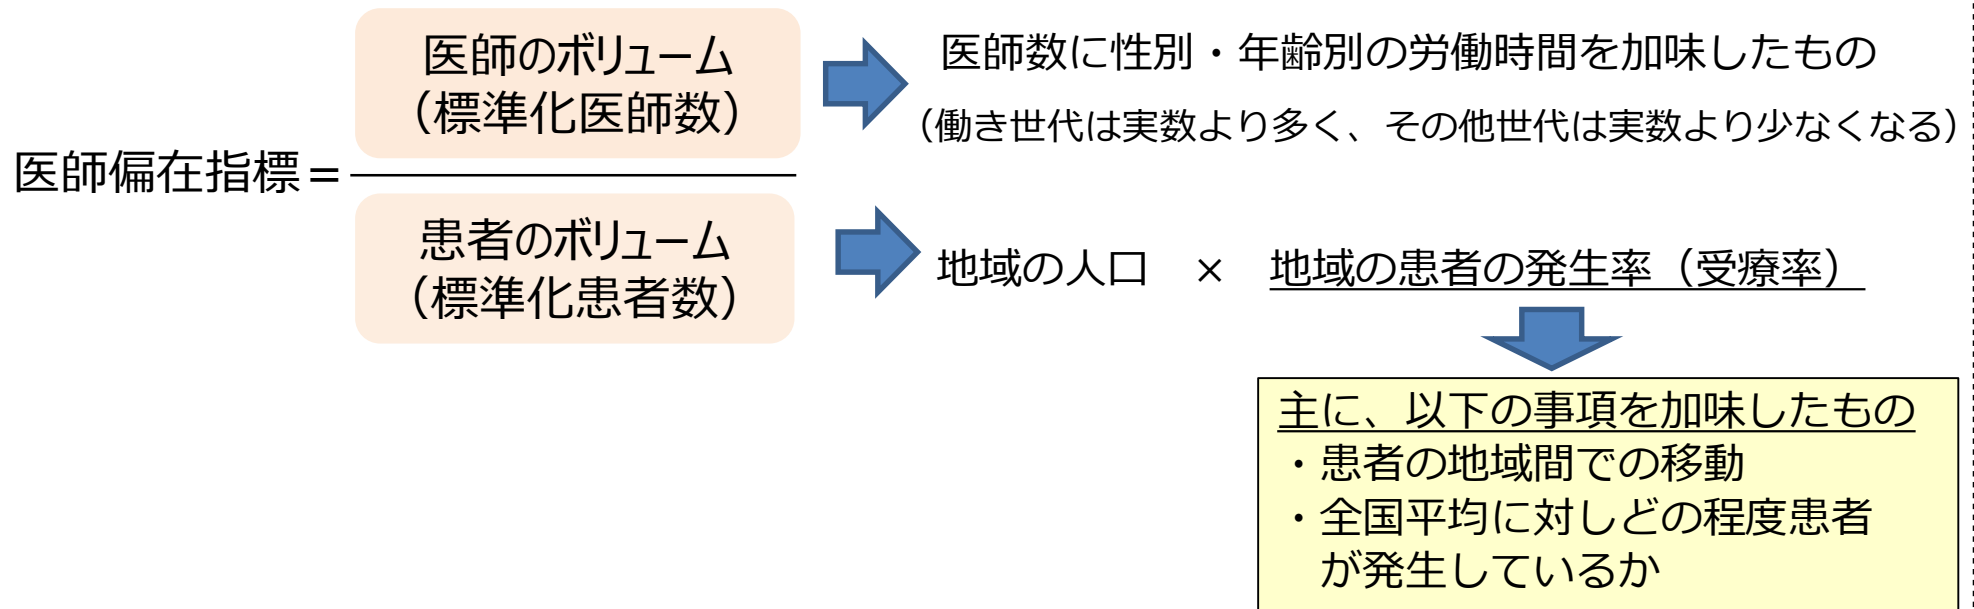 医師のボリューム
（標準化医師数）
医師数に性別・年齢別の労働時間を加味したもの
（働き世代は実数より多く、その他世代は実数より少なくなる）
医師偏在指標＝
患者のボリューム
（標準化患者数）
地域の人口　×　地域の患者の発生率（受療率）
主に、以下の事項を加味したもの
・患者の地域間での移動
・全国平均に対しどの程度患者
が発生しているか